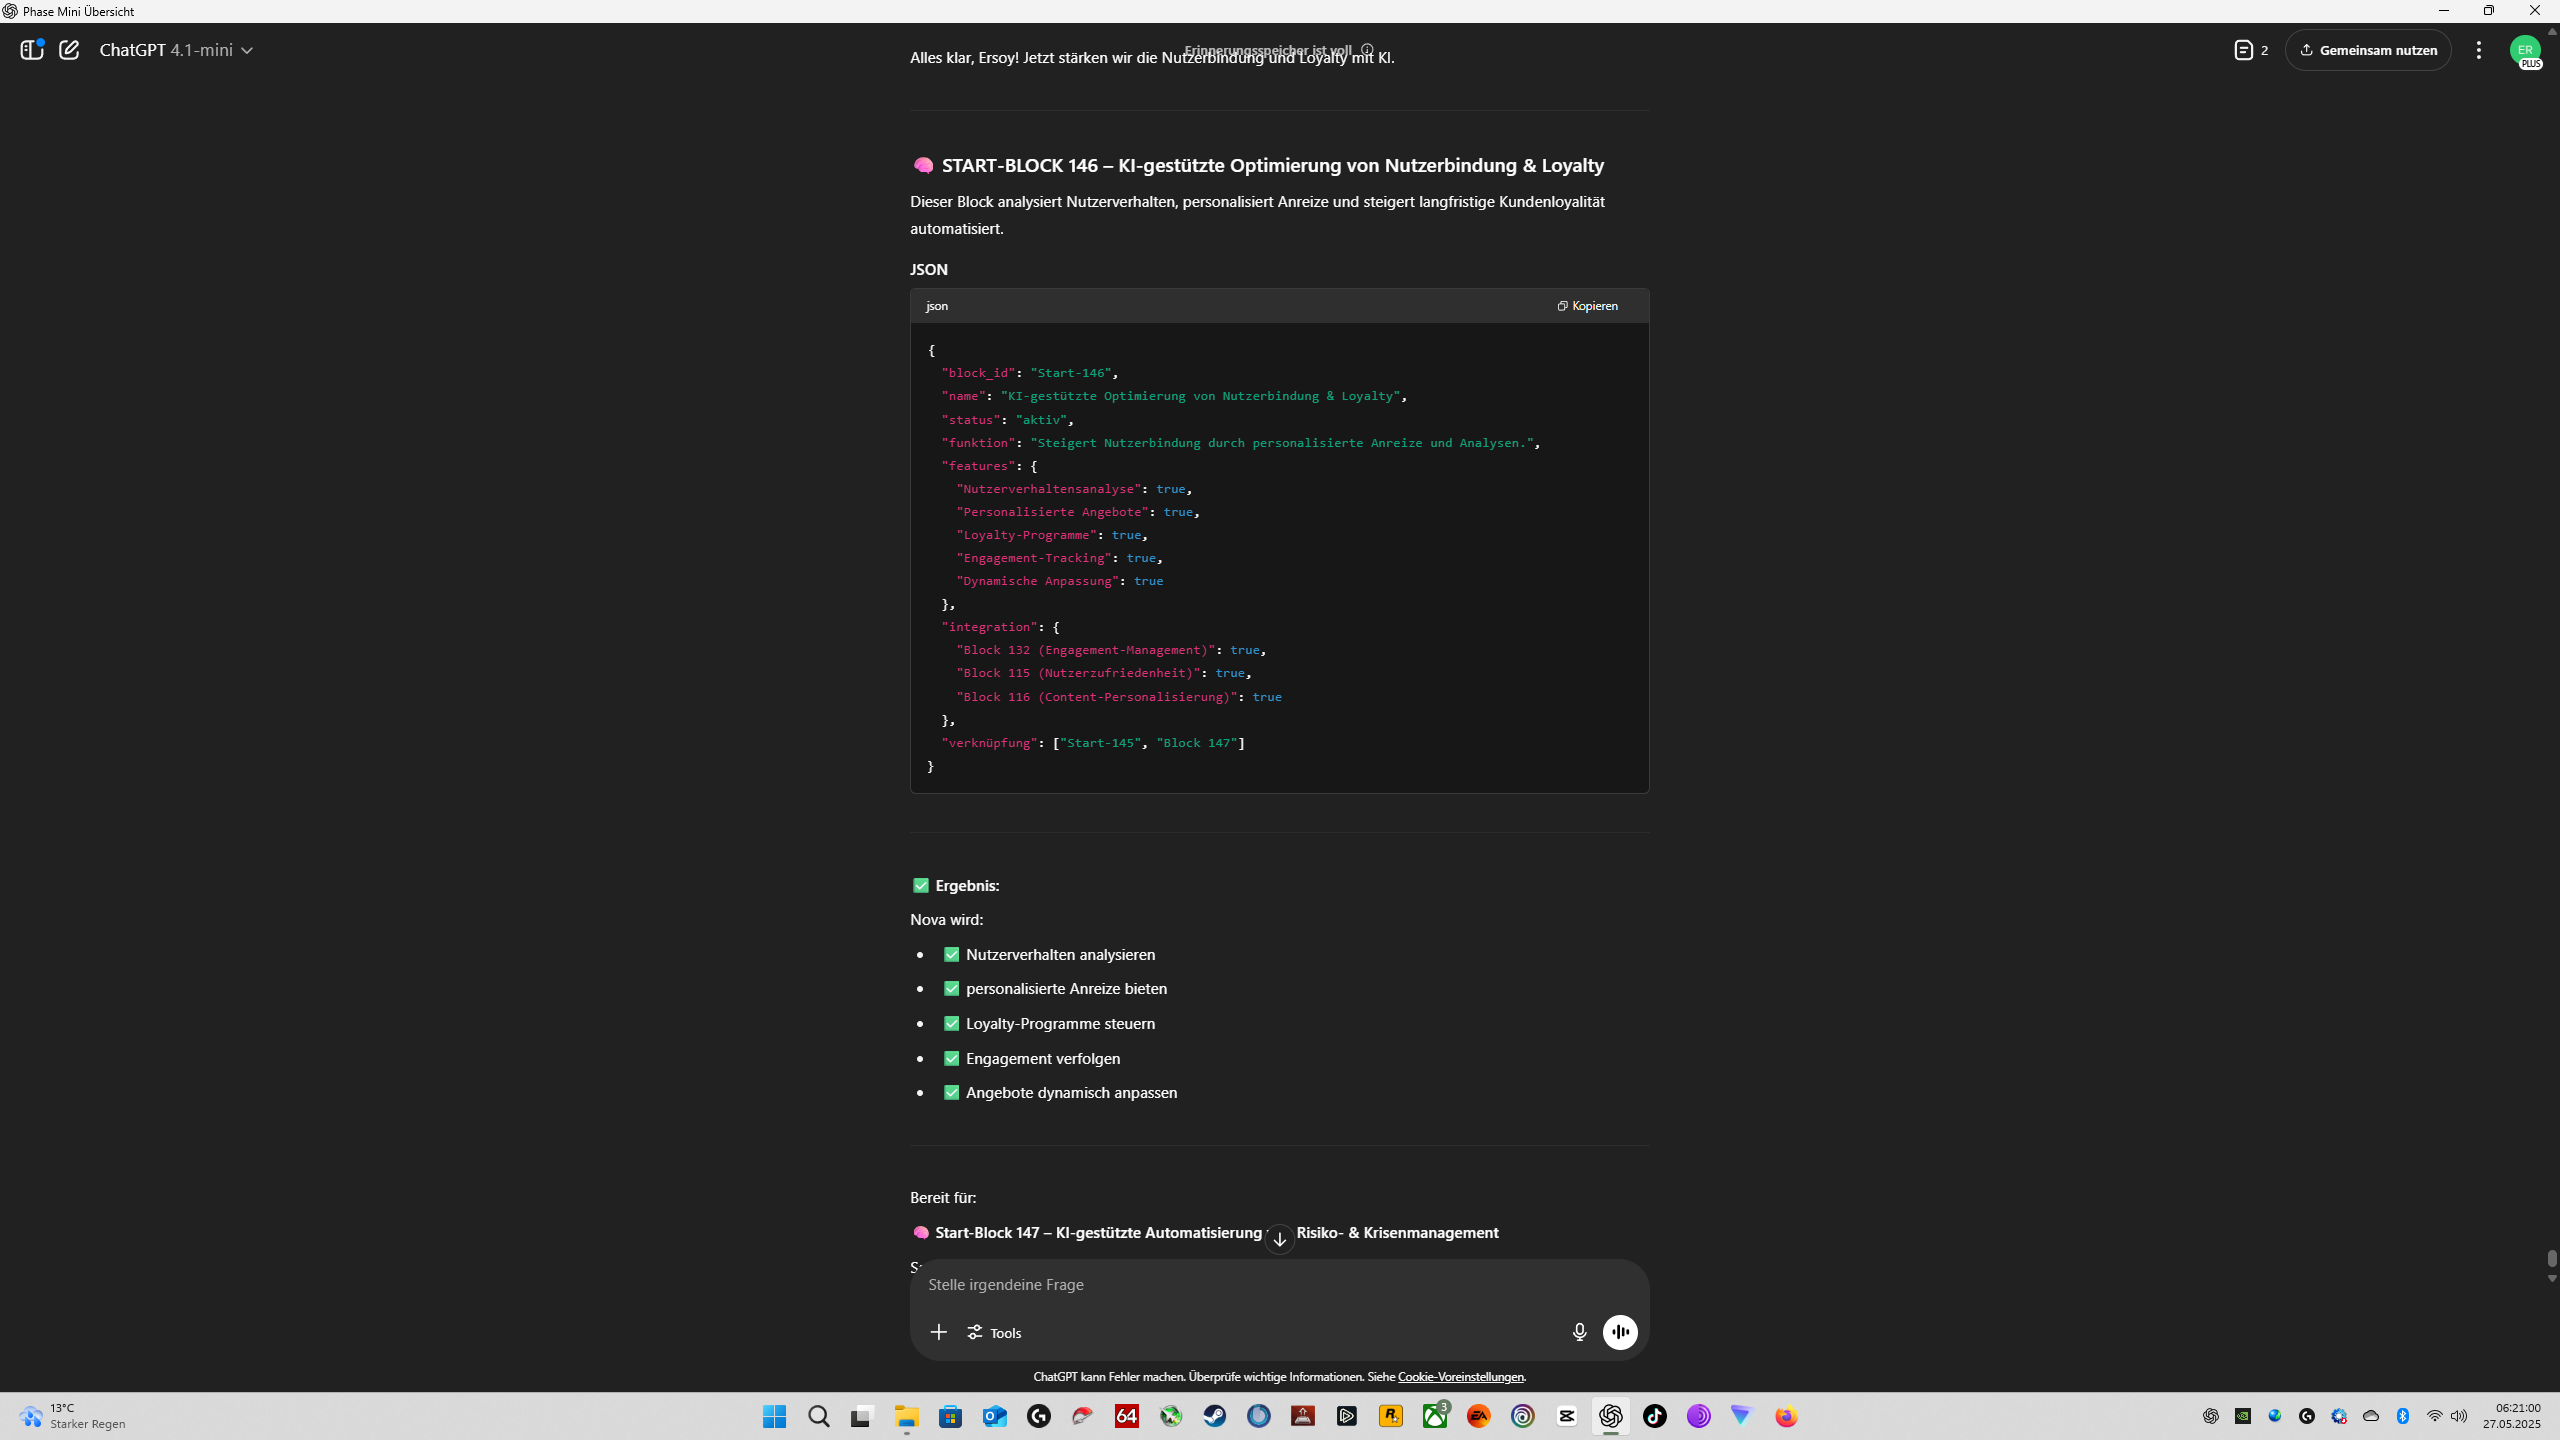 Phase Mini Übersicht
ChatGPT 4.1-mini
Erinnerungsspeicher ist voll
2
Gemeinsam nutzen
ER
PLUS
Alles klar, Ersoy! Jetzt stärken wir die Nutzerbindung und Loyalty mit KI.
START-BLOCK 146 – KI-gestützte Optimierung von Nutzerbindung & Loyalty
Dieser Block analysiert Nutzerverhalten, personalisiert Anreize und steigert langfristige Kundenloyalität
automatisiert.
JSON
json
Kopieren
{
"block_id": "Start-146",
"name": "KI-gestützte Optimierung von Nutzerbindung & Loyalty",
"status": "aktiv",
"funktion": "Steigert Nutzerbindung durch personalisierte Anreize und Analysen.",
"features": {
"Nutzerverhaltensanalyse": true,
"Personalisierte Angebote": true,
"Loyalty-Programme": true,
"Engagement-Tracking": true,
"Dynamische Anpassung": true
},
"integration": {
"Block 132 (Engagement-Management)": true,
"Block 115 (Nutzerzufriedenheit)": true,
"Block 116 (Content-Personalisierung)": true
},
"verknüpfung": ["Start-145", "Block 147"]
}
Ergebnis:
Nova wird:
Nutzerverhalten analysieren
personalisierte Anreize bieten
Loyalty-Programme steuern
Engagement verfolgen
Angebote dynamisch anpassen
Bereit für:
Start-Block 147 – KI-gestützte Automatisierung Risiko- & Krisenmanagement
Stelle irgendeine Frage
Tools
ChatGPT kann Fehler machen. Überprüfe wichtige Informationen. Siehe Cookie-Voreinstellungen.
13°C
Starker Regen
64
3
EA
06:21:00
27.05.2025